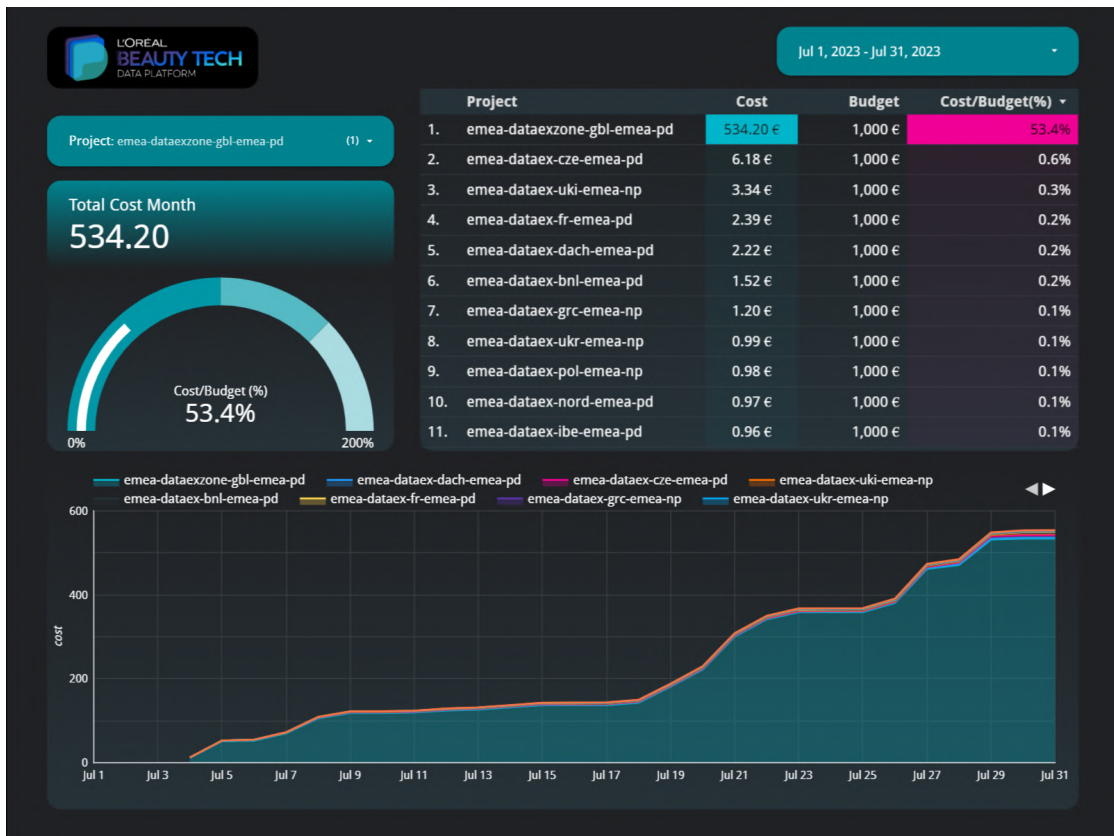 L'ORÉAL
BEAUTY TECH
DATA PLATFORM
Jul 1, 2023 - Jul 31, 2023
Project: emea-dataexzone-gbl-emea-pd (1)
Total Cost Month
534.20
Cost/Budget (%)
53.4%
0% 200%
Project Cost Budget Cost/Budget(%)
1. emea-dataexzone-gbl-emea-pd 534.20 € 1,000 € 53.4%
2. emea-dataex-cze-emea-pd 6.18 € 1,000 € 0.6%
3. emea-dataex-uki-emea-np 3.34 € 1,000 € 0.3%
4. emea-dataex-fr-emea-pd 2.39 € 1,000 € 0.2%
5. emea-dataex-dach-emea-pd 2.22 € 1,000 € 0.2%
6. emea-dataex-bnl-emea-pd 1.52 € 1,000 € 0.2%
7. emea-dataex-grc-emea-np 1.20 € 1,000 € 0.1%
8. emea-dataex-ukr-emea-np 0.99 € 1,000 € 0.1%
9. emea-dataex-pol-emea-np 0.98 € 1,000 € 0.1%
10. emea-dataex-nord-emea-pd 0.97 € 1,000 € 0.1%
11. emea-dataex-ibe-emea-pd 0.96 € 1,000 € 0.1%
emea-dataexzone-gbl-emea-pd emea-dataex-dach-emea-pd emea-dataex-cze-emea-pd emea-dataex-uki-emea-np
emea-dataex-bnl-emea-pd emea-dataex-fr-emea-pd emea-dataex-grc-emea-np emea-dataex-ukr-emea-np
600
400
cost
200
0
Jul 1 Jul 3 Jul 5 Jul 7 Jul 9 Jul 11 Jul 13 Jul 15 Jul 17 Jul 19 Jul 21 Jul 23 Jul 25 Jul 27 Jul 29 Jul 31